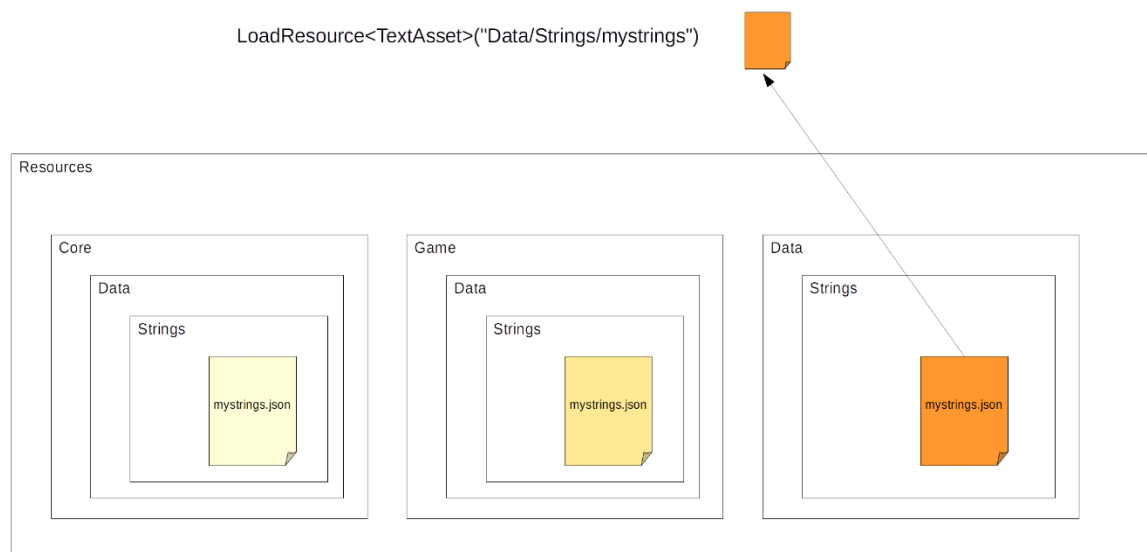 LoadResource<TextAsset>("Data/Strings/mystrings")
Resources
Core
Data
Strings
mystrings.json
Game
Data
Strings
mystrings.json
Data
Strings
mystrings.json